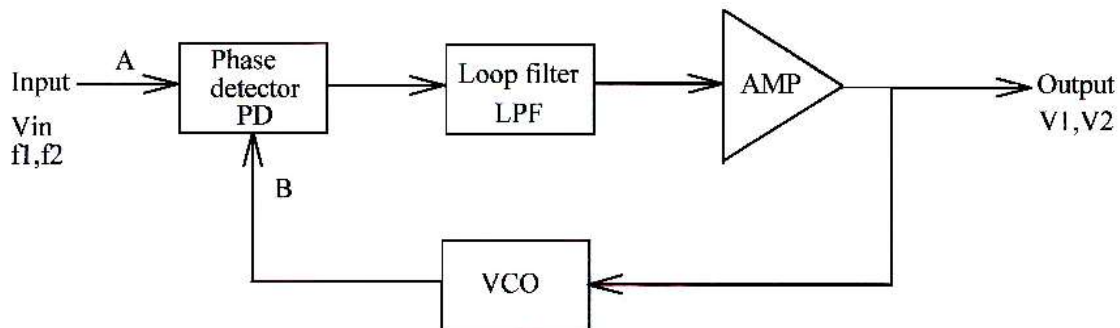 Input
Vin
f1,f2
A
Phase
detector
PD
Loop filter
LPF
AMP
Output
V1,V2
B
VCO